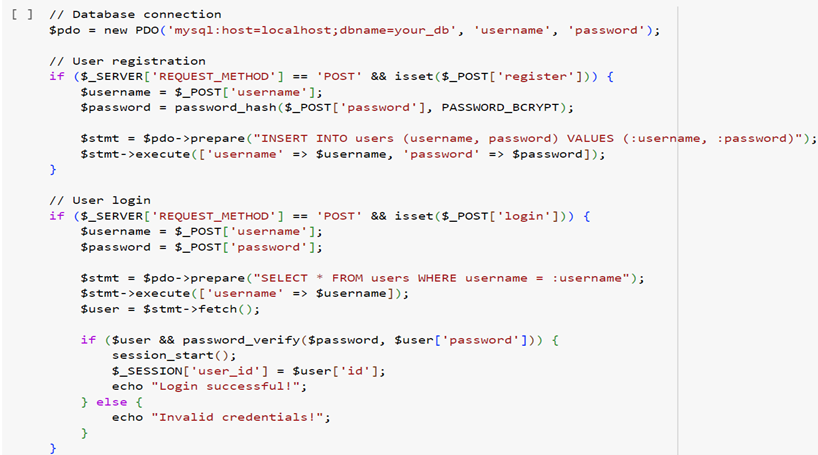 [ ] // Database connection
$pdo = new PDO('mysql:host=localhost;dbname=your_db', 'username', 'password');
// User registration
if ($_SERVER['REQUEST_METHOD'] == 'POST' && isset($_POST['register'])) {
    $username = $_POST['username'];
    $password = password_hash($_POST['password'], PASSWORD_BCRYPT);
    $stmt = $pdo->prepare("INSERT INTO users (username, password) VALUES (:username, :password)");
    $stmt->execute(['username' => $username, 'password' => $password]);
}
// User login
if ($_SERVER['REQUEST_METHOD'] == 'POST' && isset($_POST['login'])) {
    $username = $_POST['username'];
    $password = $_POST['password'];
    $stmt = $pdo->prepare("SELECT * FROM users WHERE username = :username");
    $stmt->execute(['username' => $username]);
    $user = $stmt->fetch();
    if ($user && password_verify($password, $user['password'])) {
        session_start();
        $_SESSION['user_id'] = $user['id'];
        echo "Login successful!";
    } else {
        echo "Invalid credentials!";
    }
}